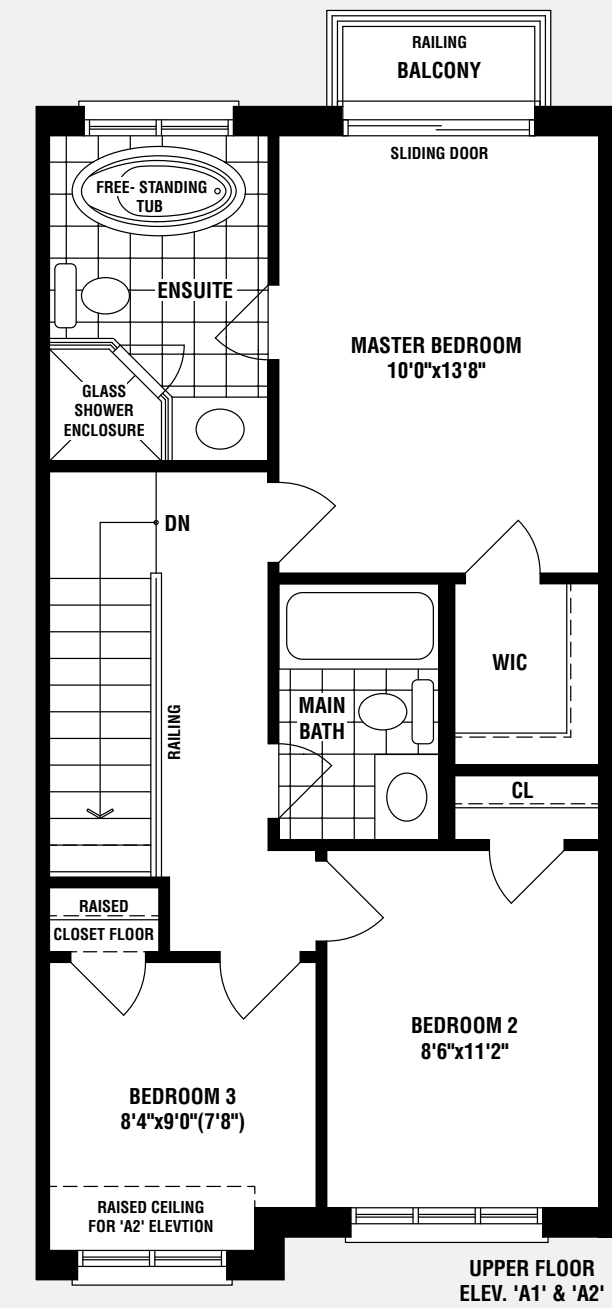 RAILING
BALCONY
SLIDING DOOR
FREE- STANDING
TUB
ENSUITE
MASTER BEDROOM
10'0"x13'8"
GLASS
SHOWER
ENCLOSURE
DN
WIC
MAIN
BATH
RAILING
CL
RAISED
CLOSET FLOOR
BEDROOM 2
8'6"x11'2"
BEDROOM 3
8'4"x9'0"(7'8")
RAISED CEILING
FOR 'A2' ELEVTION
UPPER FLOOR
ELEV. 'A1' & 'A2'